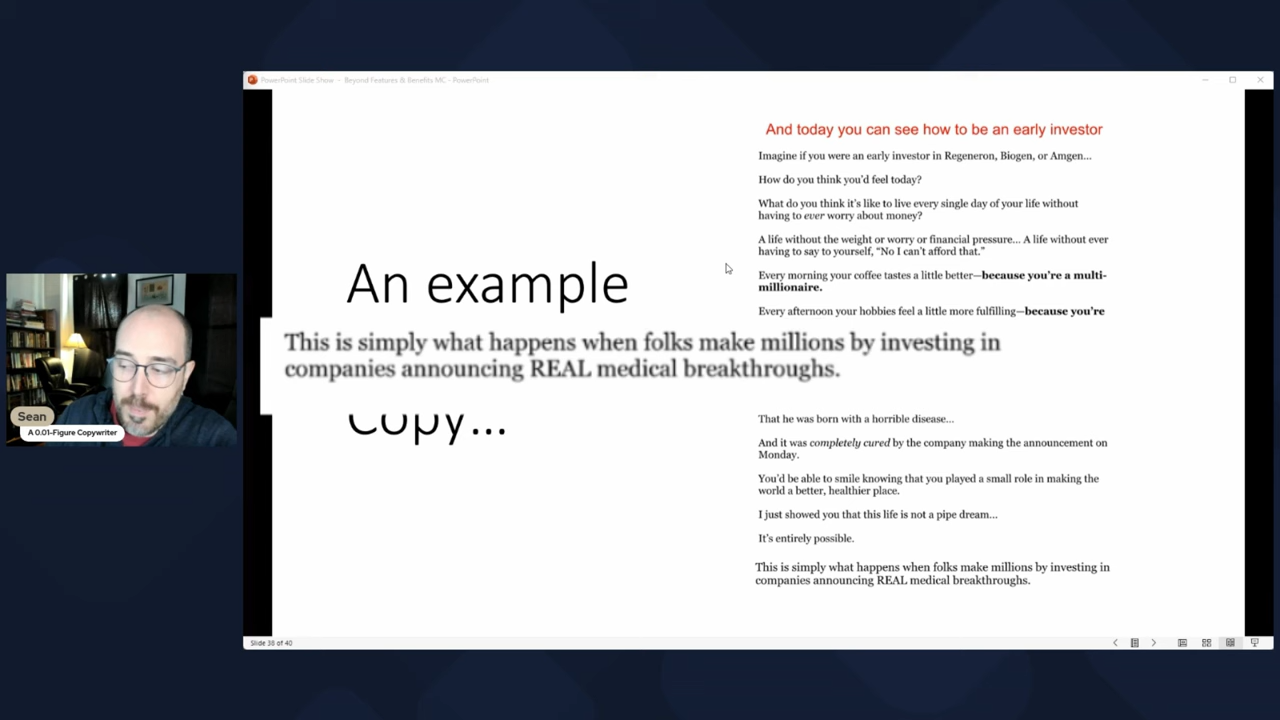 PowerPoint Slide Show - Beyond Features & Benefits MC - PowerPoint
And today you can see how to be an early investor
Imagine if you were an early investor in Regeneron, Biogen, or Amgen...
How do you think you'd feel today?
What do you think it's like to live every single day of your life without
having to ever worry about money?
A life without the weight or worry or financial pressure... A life without ever
having to say to yourself, “No I can't afford that.”
Every morning your coffee tastes a little better—because you're a multi-
millionaire.
Every afternoon your hobbies feel a little more fulfilling—because you're
An example
This is simply what happens when folks make millions by investing in
companies announcing REAL medical breakthroughs.
Copy...
That he was born with a horrible disease...
And it was completely cured by the company making the announcement on
Monday.
You'd be able to smile knowing that you played a small role in making the
world a better, healthier place.
I just showed you that this life is not a pipe dream...
It's entirely possible.
This is simply what happens when folks make millions by investing in
companies announcing REAL medical breakthroughs.
Sean
A 0.01-Figure Copywriter
Slide 38 of 40